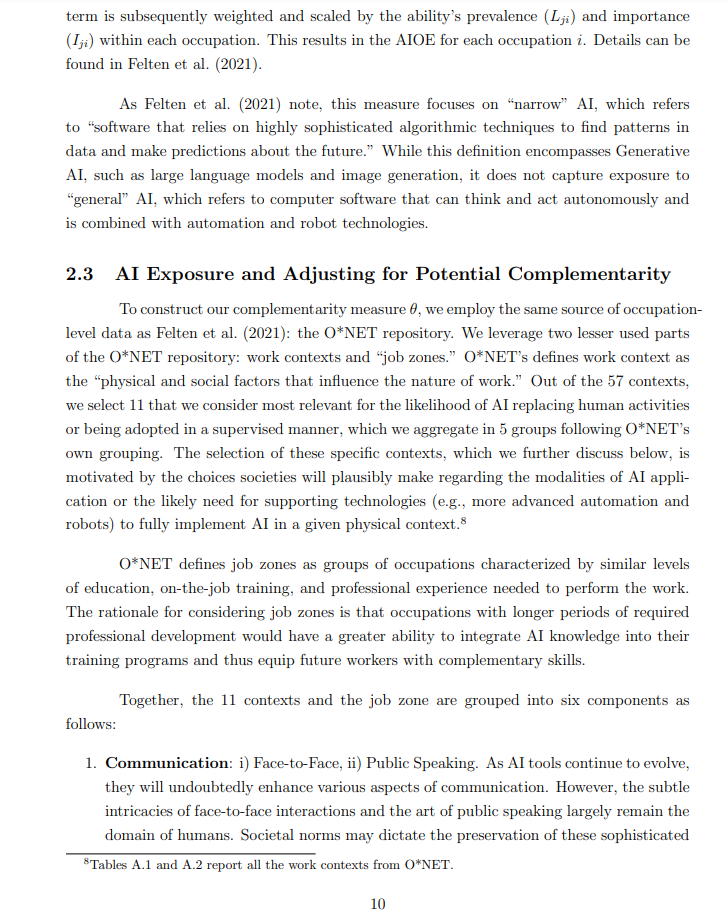 term is subsequently weighted and scaled by the ability's prevalence (Lji) and importance
(Iji) within each occupation. This results in the AIOE for each occupation i. Details can be
found in Felten et al. (2021).
As Felten et al. (2021) note, this measure focuses on “narrow” AI, which refers
to “software that relies on highly sophisticated algorithmic techniques to find patterns in
data and make predictions about the future.” While this definition encompasses Generative
AI, such as large language models and image generation, it does not capture exposure to
“general” AI, which refers to computer software that can think and act autonomously and
is combined with automation and robot technologies.
2.3 AI Exposure and Adjusting for Potential Complementarity
To construct our complementarity measure θ, we employ the same source of occupation-
level data as Felten et al. (2021): the O*NET repository. We leverage two lesser used parts
of the O*NET repository: work contexts and “job zones.” O*NET's defines work context as
the “physical and social factors that influence the nature of work.” Out of the 57 contexts,
we select 11 that we consider most relevant for the likelihood of AI replacing human activities
or being adopted in a supervised manner, which we aggregate in 5 groups following O*NET's
own grouping. The selection of these specific contexts, which we further discuss below, is
motivated by the choices societies will plausibly make regarding the modalities of AI appli-
cation or the likely need for supporting technologies (e.g., more advanced automation and
robots) to fully implement AI in a given physical context.⁸
O*NET defines job zones as groups of occupations characterized by similar levels
of education, on-the-job training, and professional experience needed to perform the work.
The rationale for considering job zones is that occupations with longer periods of required
professional development would have a greater ability to integrate AI knowledge into their
training programs and thus equip future workers with complementary skills.
Together, the 11 contexts and the job zone are grouped into six components as
follows:
1. Communication: i) Face-to-Face, ii) Public Speaking. As AI tools continue to evolve,
they will undoubtedly enhance various aspects of communication. However, the subtle
intricacies of face-to-face interactions and the art of public speaking largely remain the
domain of humans. Societal norms may dictate the preservation of these sophisticated
⁸Tables A.1 and A.2 report all the work contexts from O*NET.
10